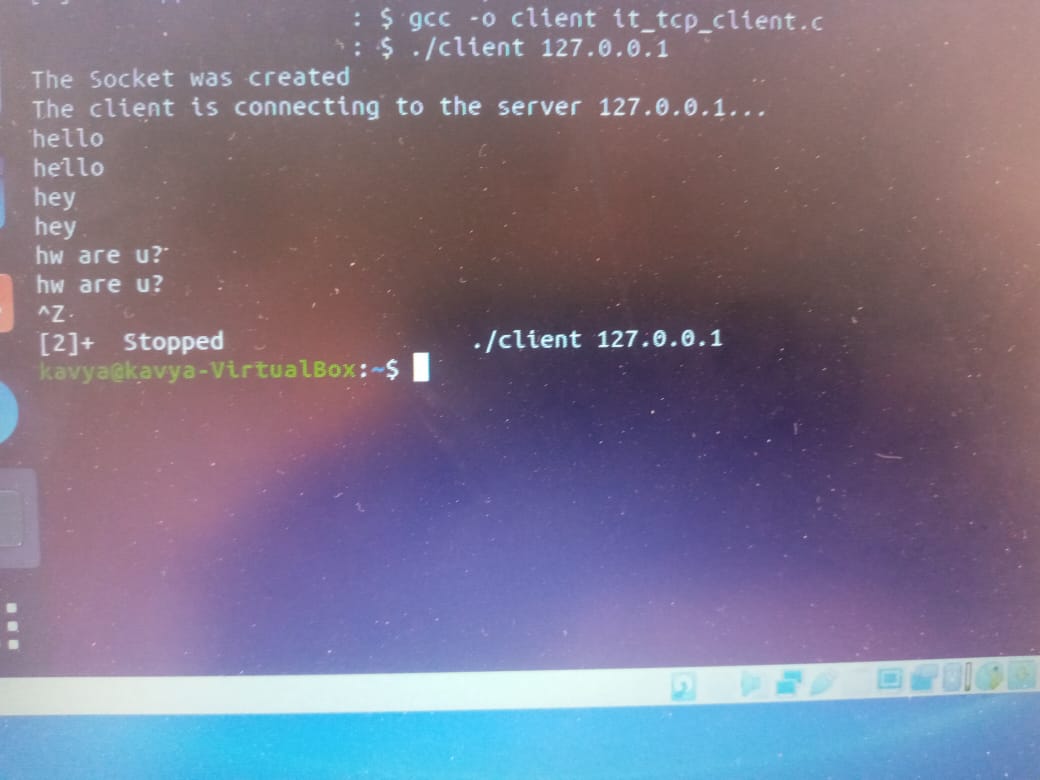 : $ gcc -o client it_tcp_client.c
: $ ./client 127.0.0.1
The Socket was created
The client is connecting to the server 127.0.0.1...
hello
hello
hey
hey
hw are u?
hw are u?
^Z
[2]+ Stopped ./client 127.0.0.1
kavya@kavya-VirtualBox:~$